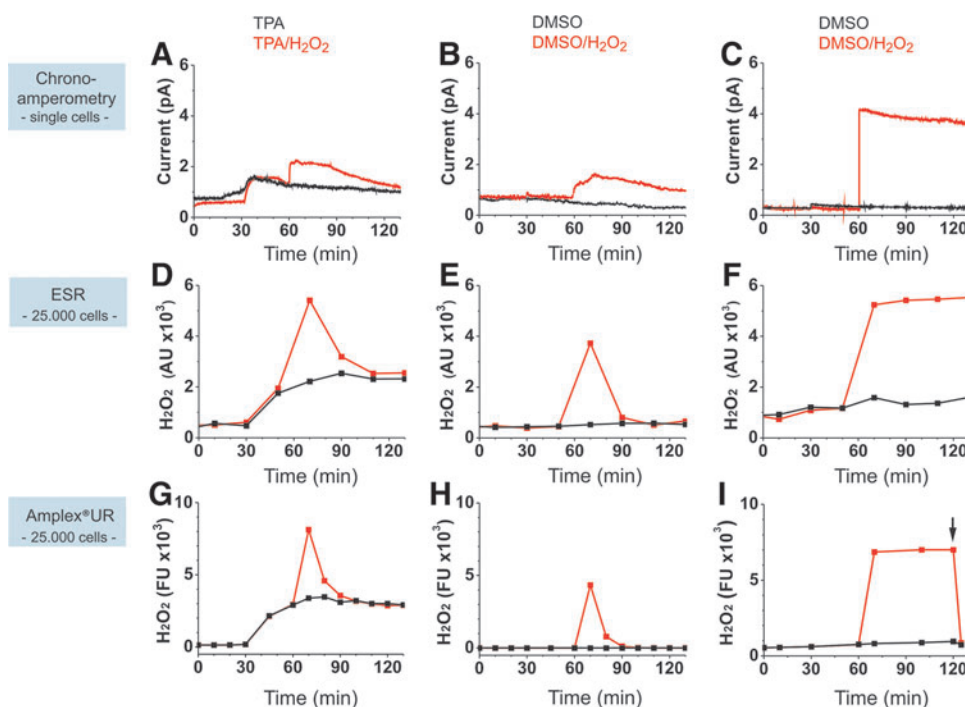 TPA
TPA/H₂O₂
DMSO
DMSO/H₂O₂
DMSO
DMSO/H₂O₂
Chrono-
amperometry
- single cells -
A
Current (pA)
6
4
2
0
0 30 60 90 120
Time (min)
B
Current (pA)
6
4
2
0
0 30 60 90 120
Time (min)
C
Current (pA)
6
4
2
0
0 30 60 90 120
Time (min)
ESR
- 25.000 cells -
D
H₂O₂ (AU x10³)
6
4
2
0
0 30 60 90 120
Time (min)
E
H₂O₂ (AU x10³)
6
4
2
0
0 30 60 90 120
Time (min)
F
H₂O₂ (AU x10³)
6
4
2
0
0 30 60 90 120
Time (min)
Amplex®UR
- 25.000 cells -
G
H₂O₂ (FU x10³)
10
5
0
0 30 60 90 120
Time (min)
H
H₂O₂ (FU x10³)
10
5
0
0 30 60 90 120
Time (min)
I
H₂O₂ (FU x10³)
10
5
0
0 30 60 90 120
Time (min)